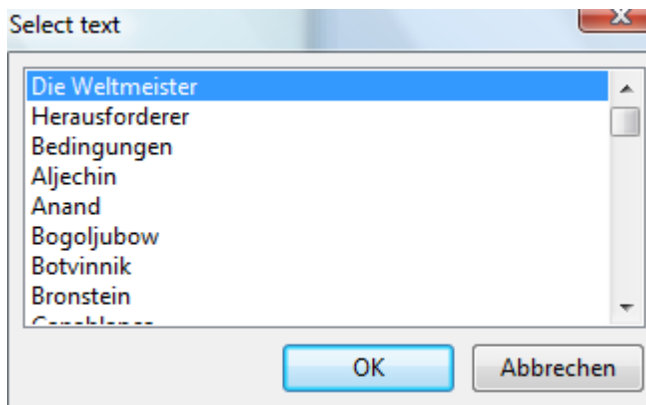 Select text
Die Weltmeister
Herausforderer
Bedingungen
Aljechin
Anand
Bogoljubow
Botvinnik
Bronstein
OK Abbrechen